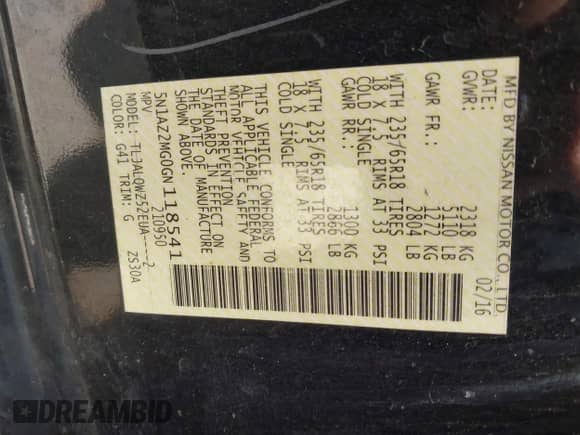 MFD BY NISSAN MOTOR CO., LTD.
DATE: 02/16
GVWR: 2318 KG
5110 LB
GAWR FR.: 1272 KG
2804 LB
WITH 235/65R18 TIRES
18 X 7.5 RIMS AT 33 PSI
COLD SINGLE
GAWR RR.: 1300 KG
2866 LB
WITH 235/65R18 TIRES
18 X 7.5 RIMS AT 33 PSI
COLD SINGLE
THIS VEHICLE CONFORMS TO
ALL APPLICABLE FEDERAL
MOTOR VEHICLE SAFETY AND
THEFT PREVENTION
STANDARDS IN EFFECT ON
THE DATE OF MANUFACTURE
SHOWN ABOVE.
210950
5N1AZ2MG0GN118541
MPV
MODEL: TLJALQWZ52EUA----2
COLOR: G41 TRIM: G ZS30A
DREAMBID